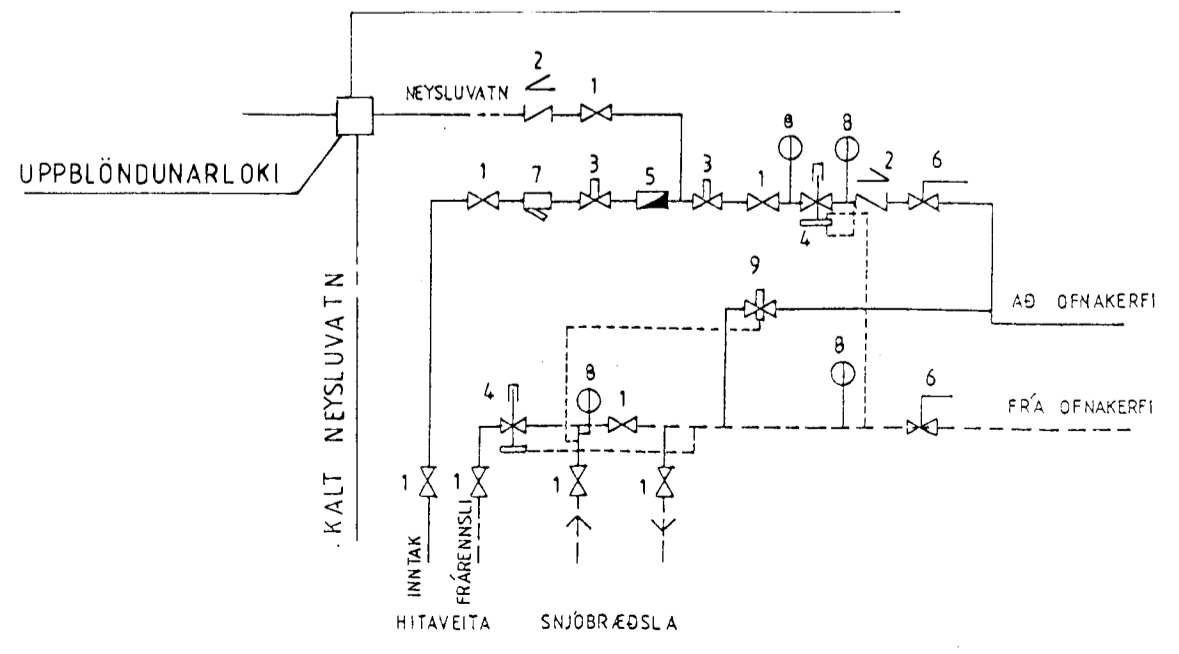 2 1
NEYSLUVATN
8 8
UPPBLÖNDUNARLOKI
1 7 3 5 3 1 2 6
4
9
AÐ OFNAKERFI
KALT NEYSLUVATN
8
4 8 1 6
FRÁ OFNAKERFI
1 1 1 1
INNTAK
FRÁRENNSLI
HITAVEITA SNJÓBRÆÐSLA